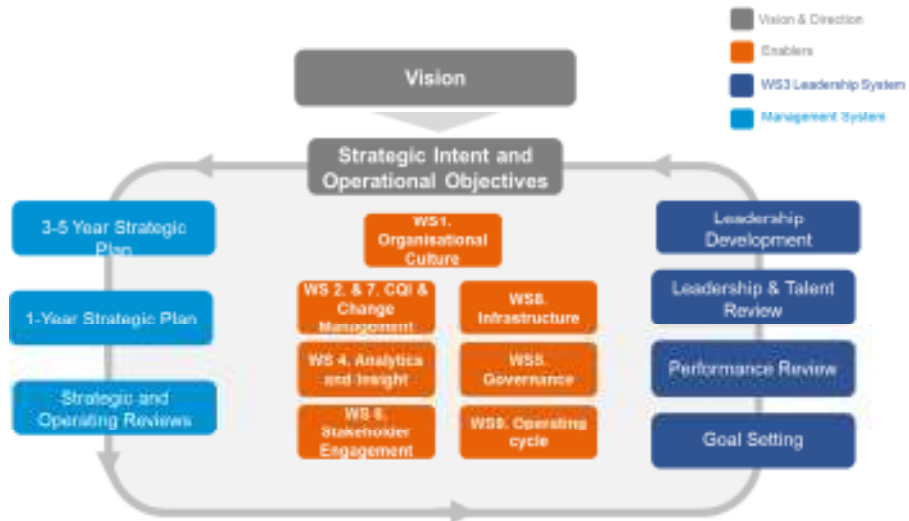 Vision & Direction
Enablers
WS3 Leadership System
Management System
Vision
Strategic Intent and
Operational Objectives
3-5 Year Strategic
Plan
1-Year Strategic Plan
Strategic and
Operating Reviews
WS1.
Organisational
Culture
WS 2. & 7. CQI &
Change
Management
WS8.
Infrastructure
WS 4. Analytics
and Insight
WS5.
Governance
WS 6.
Stakeholder
Engagement
WS9. Operating
cycle
Leadership
Development
Leadership & Talent
Review
Performance Review
Goal Setting